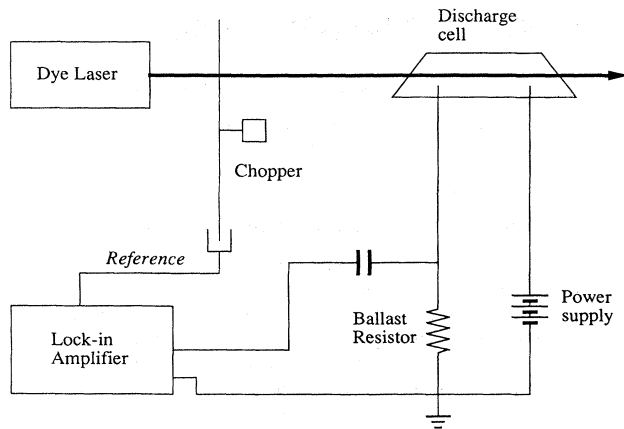 Discharge
cell
Dye Laser
Chopper
Reference
Lock-in
Amplifier
Ballast
Resistor
Power
supply